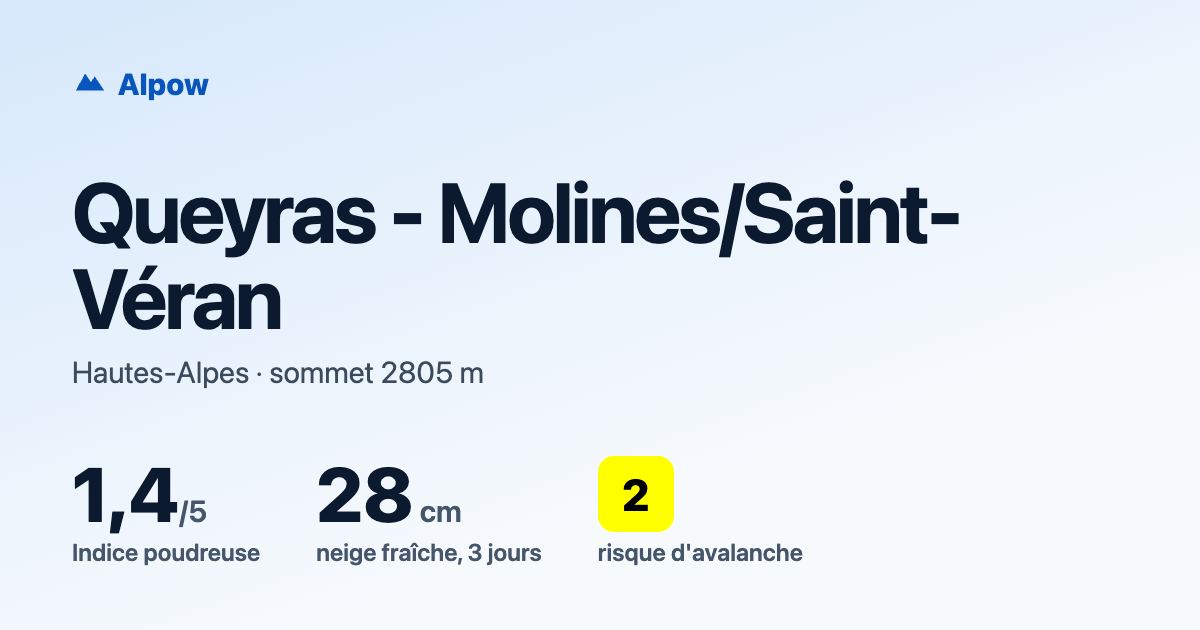 Alpow
Queyras - Molines/Saint-
Véran
Hautes-Alpes · sommet 2805 m
1,4/5
28 cm
2
Indice poudreuse
neige fraîche, 3 jours
risque d'avalanche